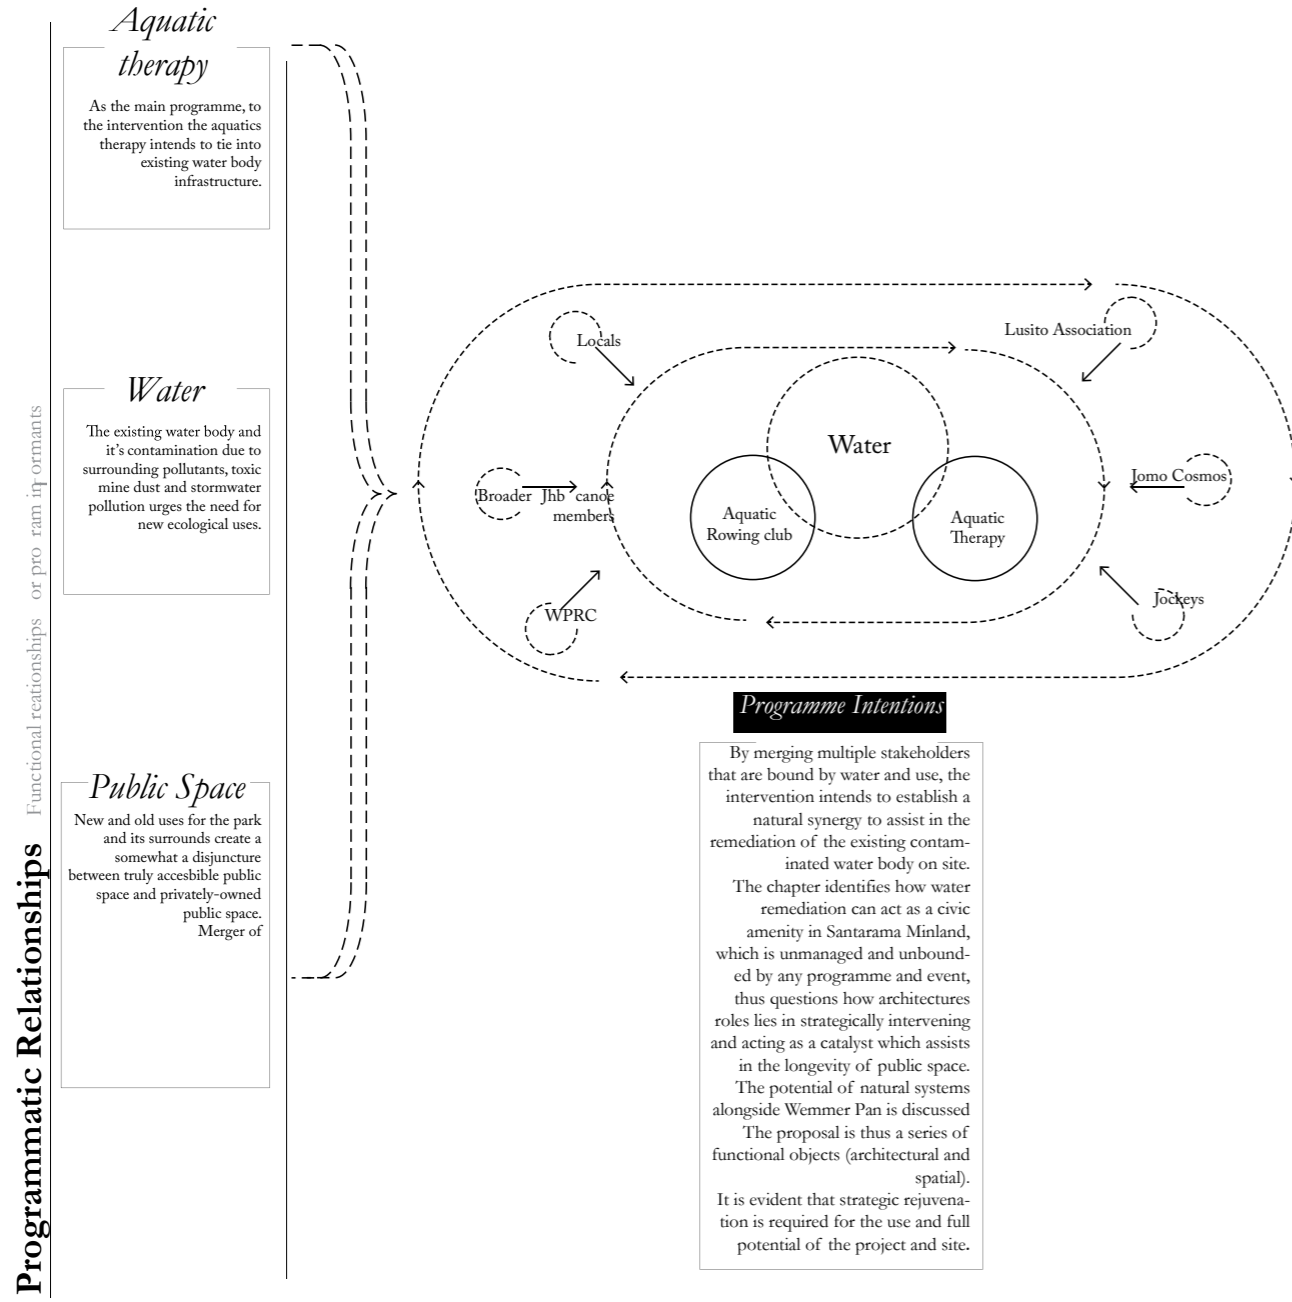 Programmatic Relationships
Functional reationships or pro ram in ormants
Aquatic
therapy
As the main programme, to
the intervention the aquatics
therapy intends to tie into
existing water body
infrastructure.
Water
The existing water body and
it's contamination due to
surrounding pollutants, toxic
mine dust and stormwater
pollution urges the need for
new ecological uses.
Public Space
New and old uses for the park
and its surrounds create a
somewhat a disjuncture
between truly accesbible public
space and privately-owned
public space.
Merger of
Locals
Lusito Association
Water
Broader Jhb canoe
members
Jomo Cosmos
Aquatic
Rowing club
Aquatic
Therapy
WPRC
Jockeys
Programme Intentions
By merging multiple stakeholders
that are bound by water and use, the
intervention intends to establish a
natural synergy to assist in the
remediation of the existing contam-
inated water body on site.
The chapter identifies how water
remediation can act as a civic
amenity in Santarama Minland,
which is unmanaged and unbound-
ed by any programme and event,
thus questions how architectures
roles lies in strategically intervening
and acting as a catalyst which assists
in the longevity of public space.
The potential of natural systems
alongside Wemmer Pan is discussed
The proposal is thus a series of
functional objects (architectural and
spatial).
It is evident that strategic rejuvena-
tion is required for the use and full
potential of the project and site.